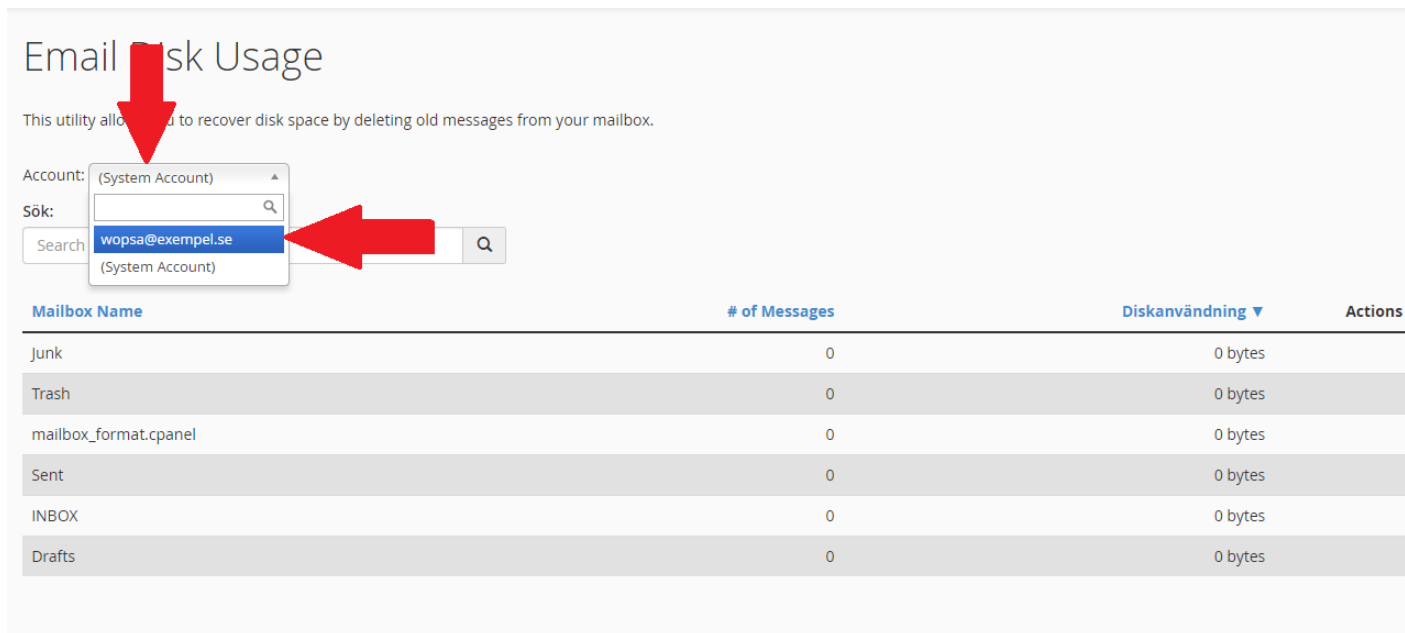 Email Disk Usage
This utility allows you to recover disk space by deleting old messages from your mailbox.
Account: (System Account)
Sök:
Search
wopsa@exempel.se
(System Account)
Mailbox Name # of Messages Diskanvändning ▼ Actions
Junk 0 0 bytes
Trash 0 0 bytes
mailbox_format.cpanel 0 0 bytes
Sent 0 0 bytes
INBOX 0 0 bytes
Drafts 0 0 bytes